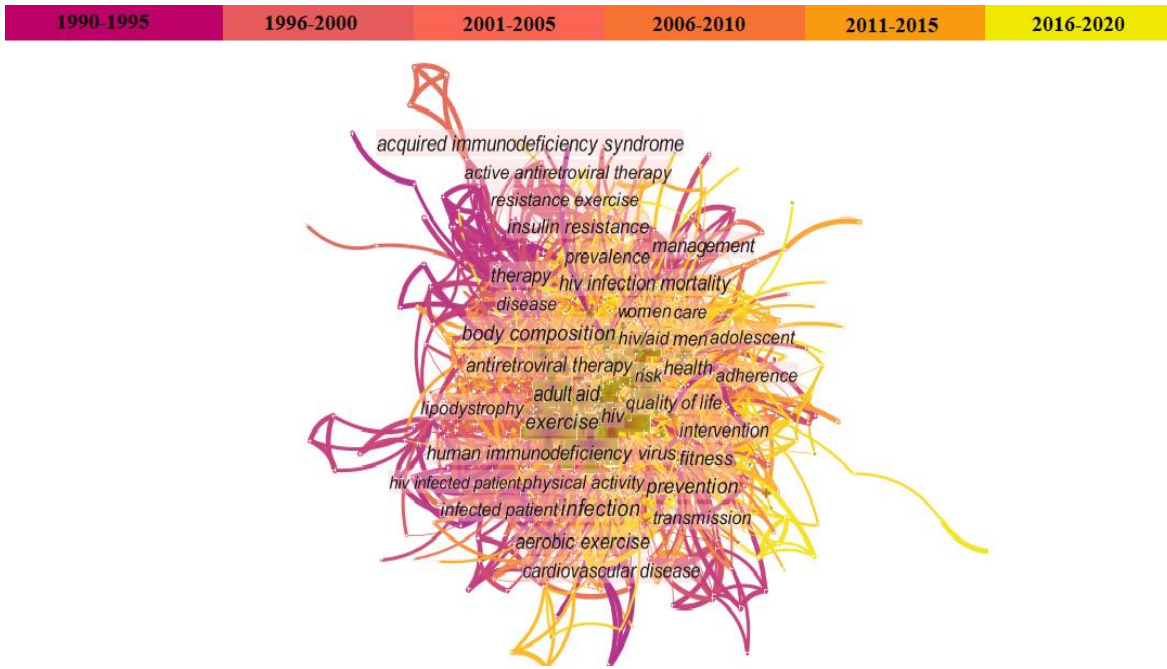 1990-1995 1996-2000 2001-2005 2006-2010 2011-2015 2016-2020
acquired immunodeficiency syndrome
active antiretroviral therapy
resistance exercise
insulin resistance
management
prevalence
therapy
hiv infection mortality
disease
women care
body composition
hiv/aid men adolescent
antiretroviral therapy
risk health adherence
adult aid
quality of life
lipodystrophy
exercise hiv
intervention
human immunodeficiency virus fitness
hiv infected patient physical activity prevention
infected patient infection
transmission
aerobic exercise
cardiovascular disease